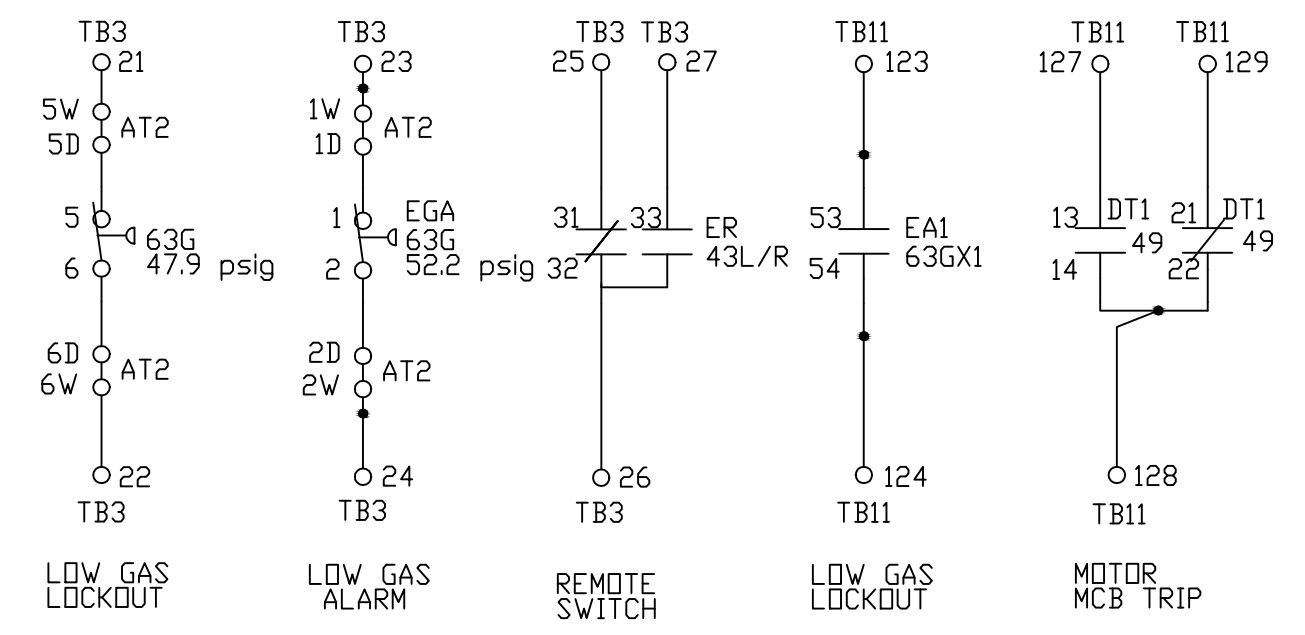 TB3
21
5W
AT2
5D
5
63G
47.9 psig
6
6D
AT2
6W
22
TB3
LOW GAS
LOCKOUT
TB3
23
1W
AT2
1D
1
EGA
63G
52.2 psig
2
2D
AT2
2W
24
TB3
LOW GAS
ALARM
TB3 TB3
25
27
31
33
ER
43L/R
32
26
TB3
REMOTE
SWITCH
TB11
123
53
EA1
63GX1
54
124
TB11
LOW GAS
LOCKOUT
TB11
127
TB11
129
13
DT1
49
14
21
DT1
49
22
128
TB11
MOTOR
MCB TRIP